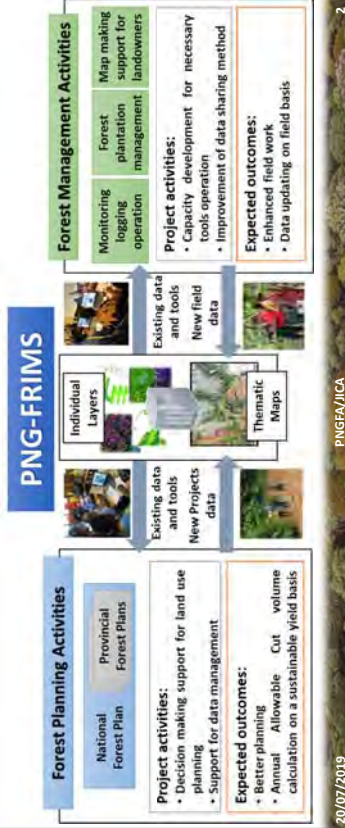 PNG-FRIMS
Forest Planning Activities
National
Forest Plan
Provincial
Forest Plans
Project activities:
• Decision making support for land use
planning
• Support for data management
Expected outcomes:
• Better planning
• Annual Allowable Cut volume
calculation on a sustainable yield basis
Existing data
and tools
New Projects
data
Individual
Layers
Thematic
Maps
Existing data
and tools
New field
data
Forest Management Activities
Monitoring
logging
operation
Forest
plantation
management
Map making
support for
landowners
Project activities:
• Capacity development for necessary
tools operation
• Improvement of data sharing method
Expected outcomes:
• Enhanced field work
• Data updating on field basis
20/07/2019
PNGFA/JICA
2